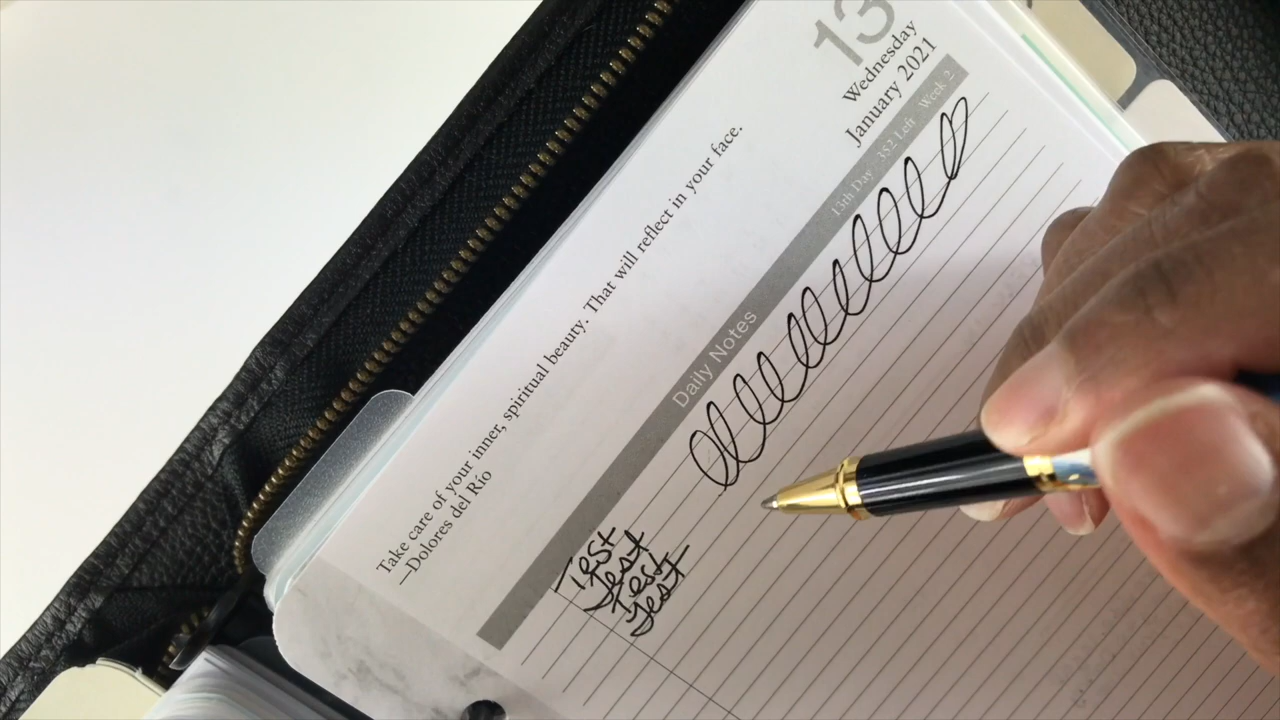 13
Wednesday
January 2021
13th Day 352 Left Week 2
Take care of your inner, spiritual beauty. That will reflect in your face.
—Dolores del Río
Daily Notes
Test
Test
Test
Test